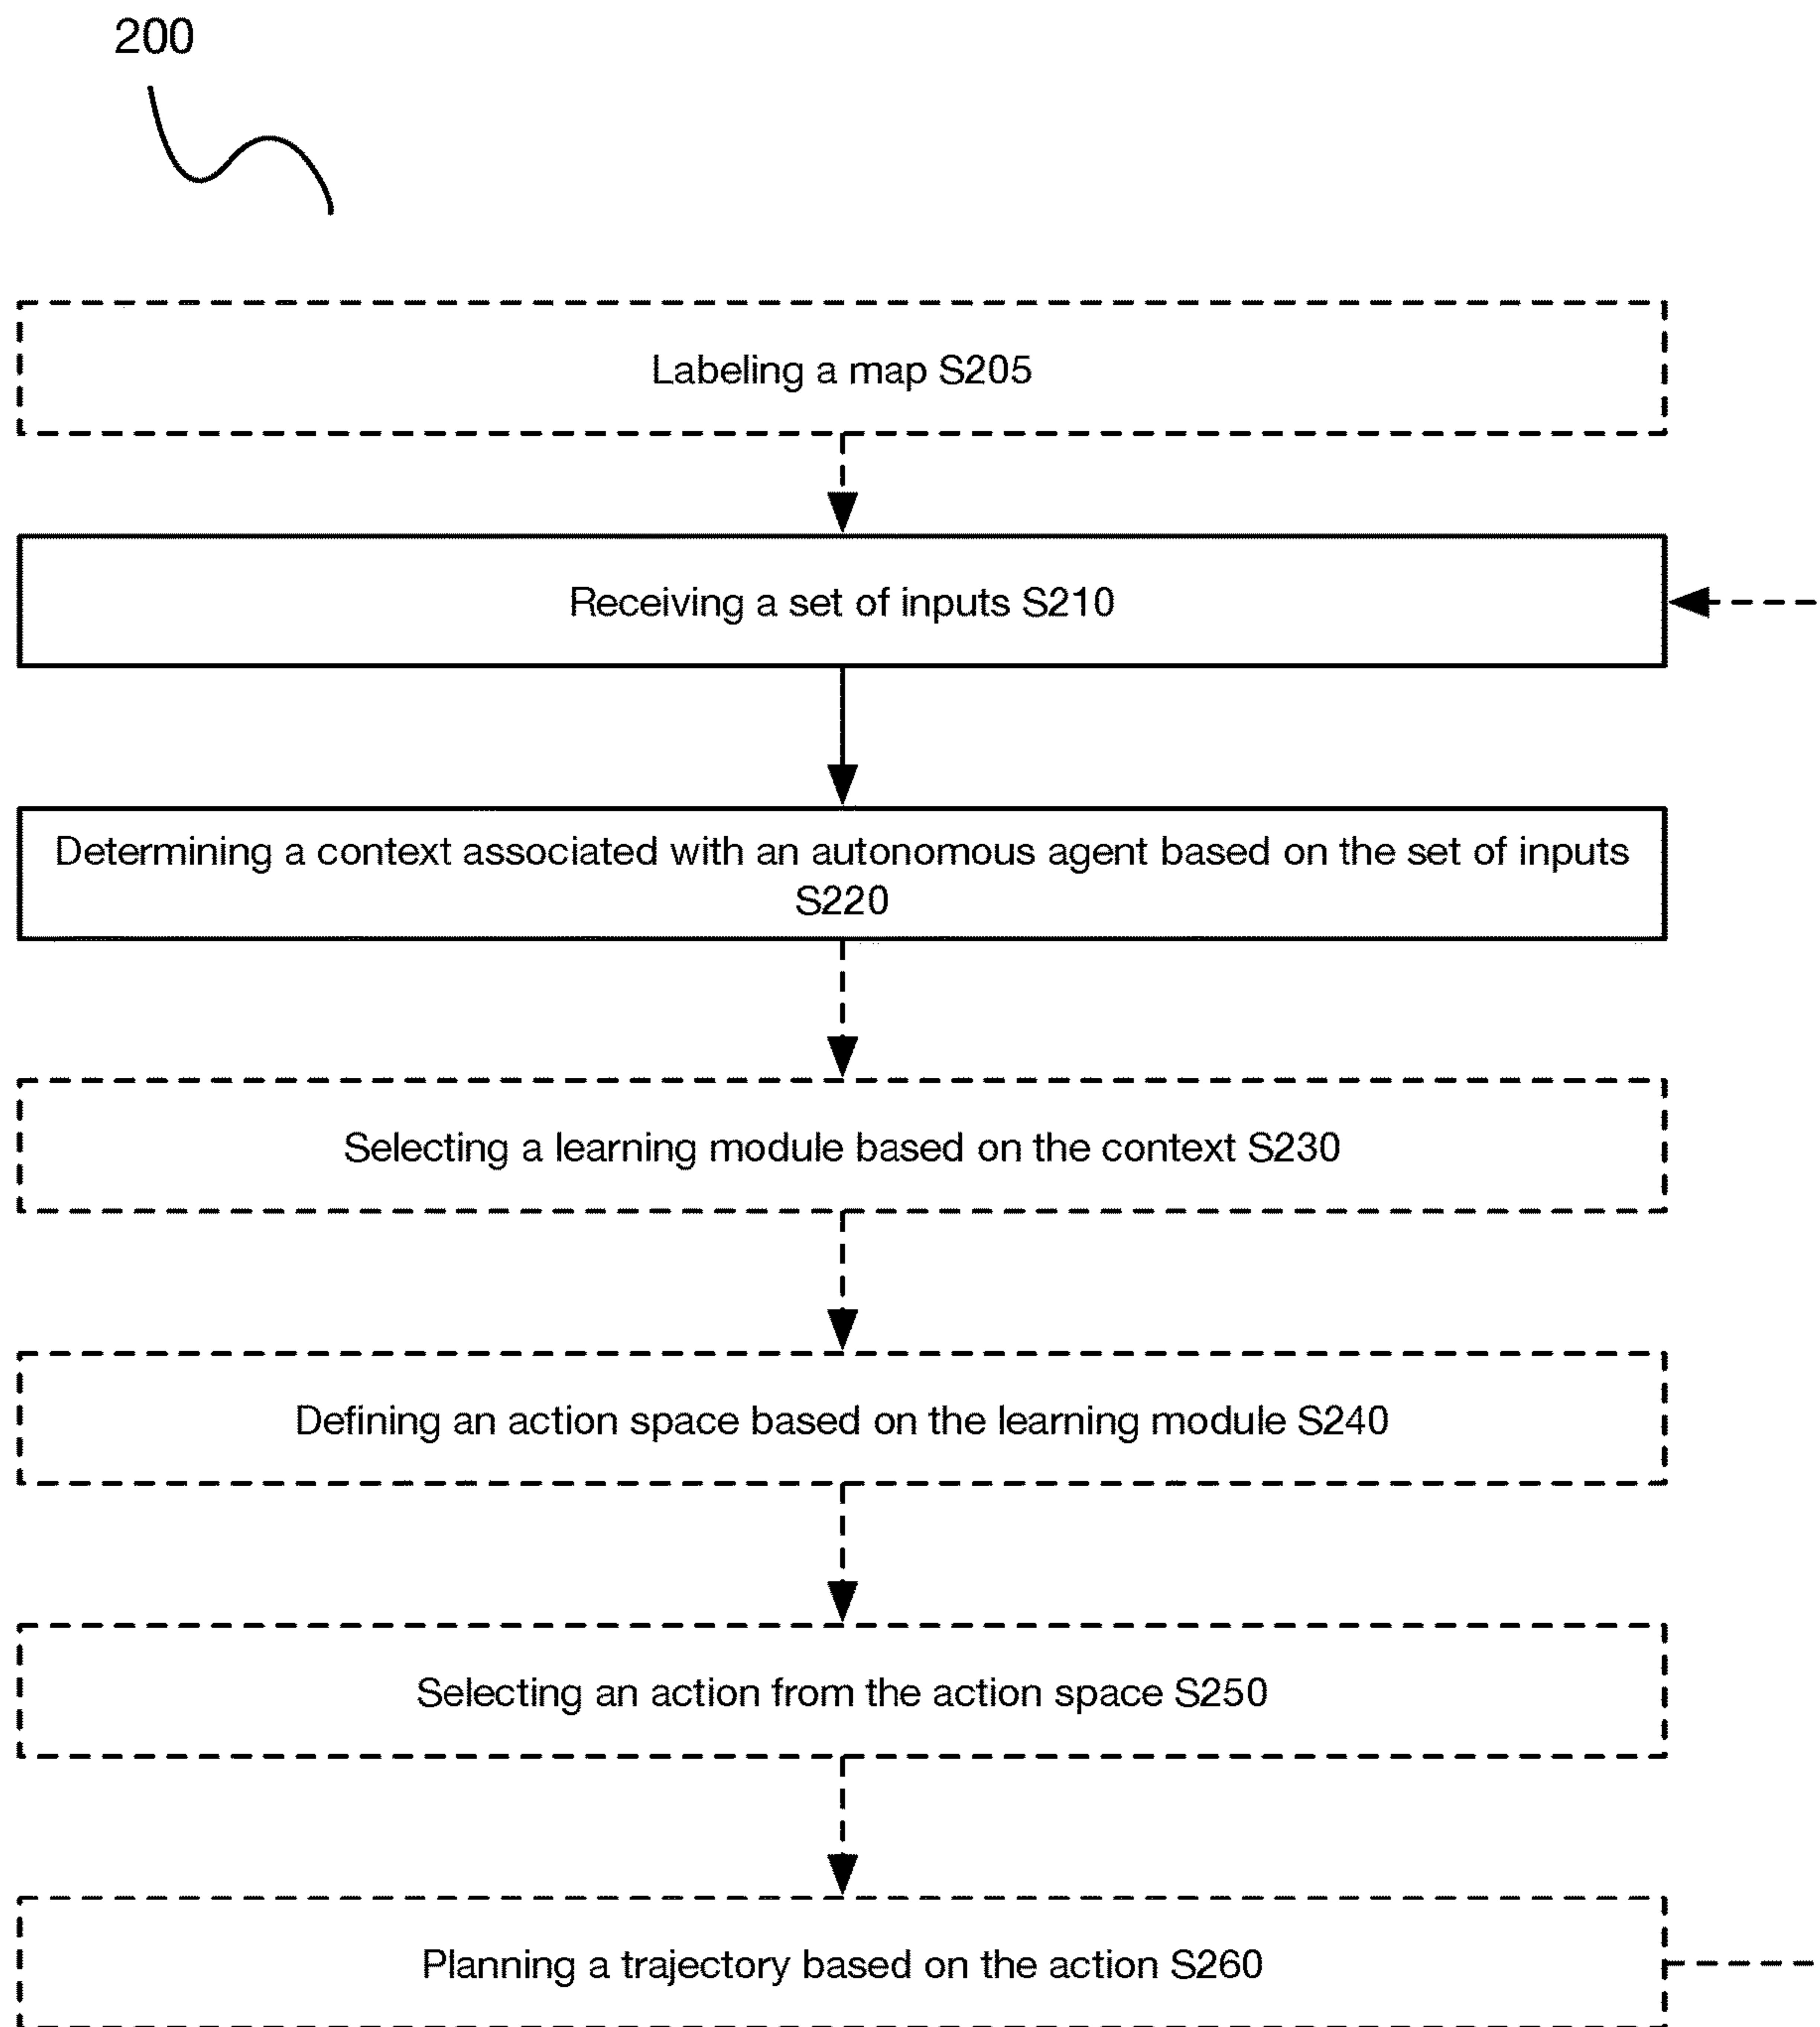 200
Labeling a map S205
Receiving a set of inputs S210
Determining a context associated with an autonomous agent based on the set of inputs
S220
Selecting a learning module based on the context S230
Defining an action space based on the learning module S240
Selecting an action from the action space S250
Planning a trajectory based on the action S260